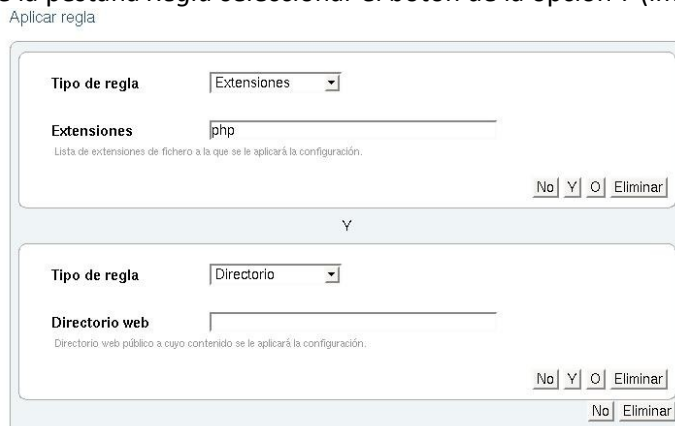 Aplicar regla
Tipo de regla Extensiones
Extensiones php
Lista de extensiones de fichero a la que se le aplicará la configuración.
No Y O Eliminar
Y
Tipo de regla Directorio
Directorio web
Directorio web público a cuyo contenido se le aplicará la configuración.
No Y O Eliminar
No Eliminar